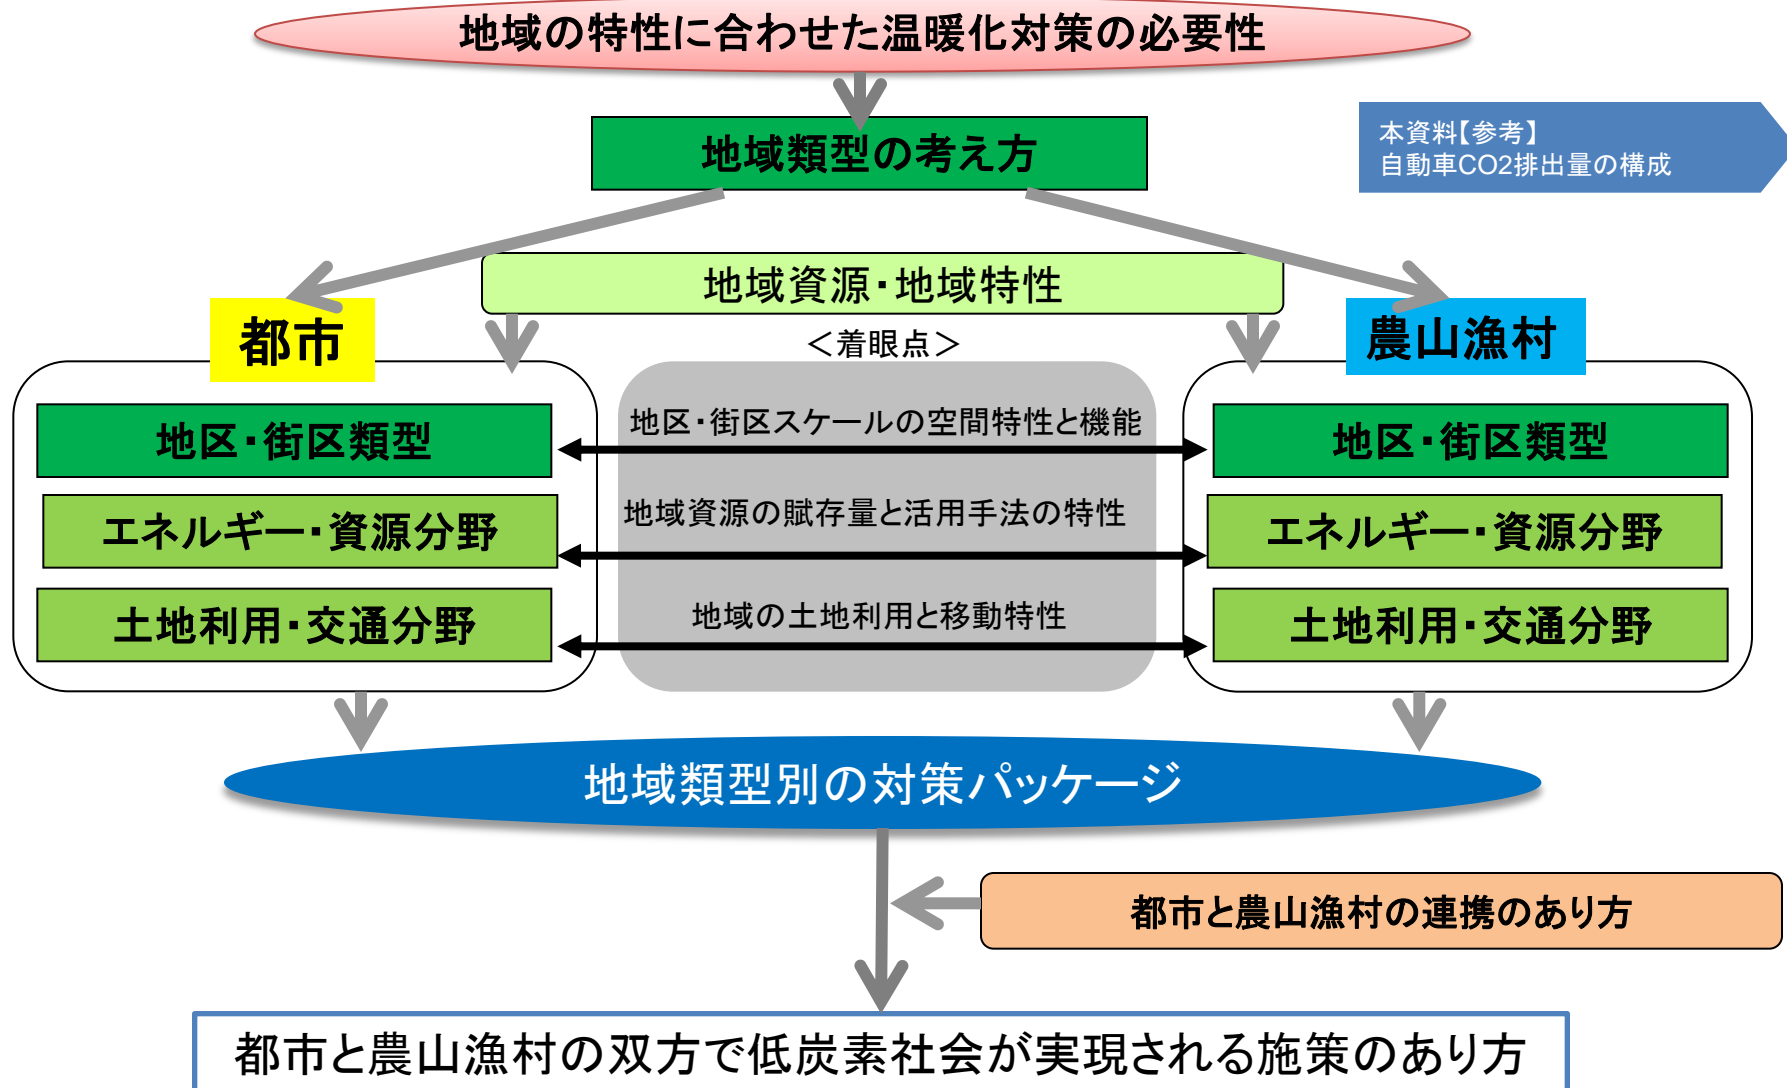 地域の特性に合わせた温暖化対策の必要性
地域類型の考え方
本資料【参考】
自動車CO2排出量の構成
地域資源・地域特性
都市
＜着眼点＞
農山漁村
地区・街区類型
地区・街区スケールの空間特性と機能
地区・街区類型
エネルギー・資源分野
地域資源の賦存量と活用手法の特性
エネルギー・資源分野
土地利用・交通分野
地域の土地利用と移動特性
土地利用・交通分野
地域類型別の対策パッケージ
都市と農山漁村の連携のあり方
都市と農山漁村の双方で低炭素社会が実現される施策のあり方